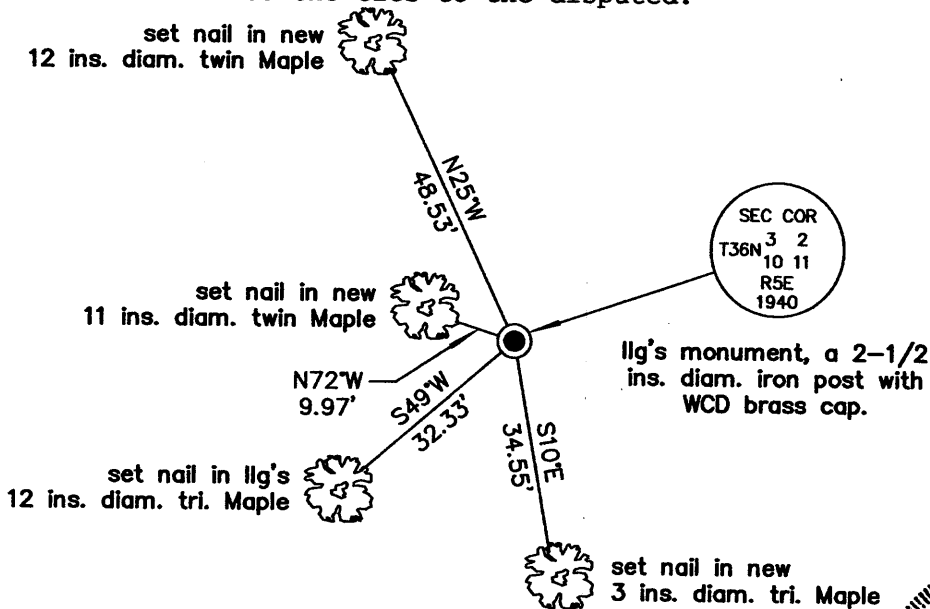 set nail in new
12 ins. diam. twin Maple
N25°W
48.53'
SEC COR
T36N 3 2
10 11
R5E
1940
set nail in new
11 ins. diam. twin Maple
Ilg's monument, a 2-1/2
ins. diam. iron post with
WCD brass cap.
N72°W
9.97'
S49°W
32.33'
S10°E
34.55'
set nail in Ilg's
12 ins. diam. tri. Maple
set nail in new
3 ins. diam. tri. Maple